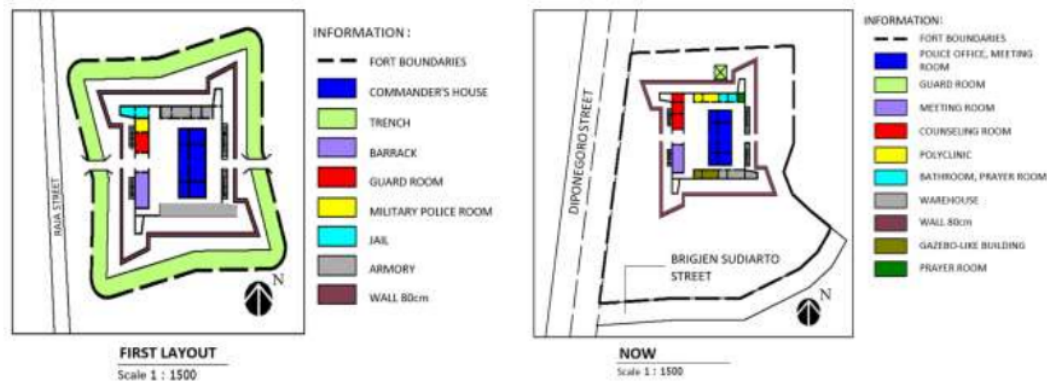 INFORMATION :
FORT BOUNDARIES
COMMANDER'S HOUSE
TRENCH
BARRACK
GUARD ROOM
MILITARY POLICE ROOM
JAIL
ARMORY
WALL 80cm
RAJA STREET
N
FIRST LAYOUT
Scale 1 : 1500
INFORMATION:
FORT BOUNDARIES
POLICE OFFICE, MEETING
ROOM
GUARD ROOM
MEETING ROOM
COUNSELING ROOM
POLYCLINIC
BATHROOM, PRAYER ROOM
WAREHOUSE
WALL 80cm
GAZEBO-LIKE BUILDING
PRAYER ROOM
DIPONEGORO STREET
BRIGJEN SUDIARTO
STREET
N
NOW
Scale 1 : 1500